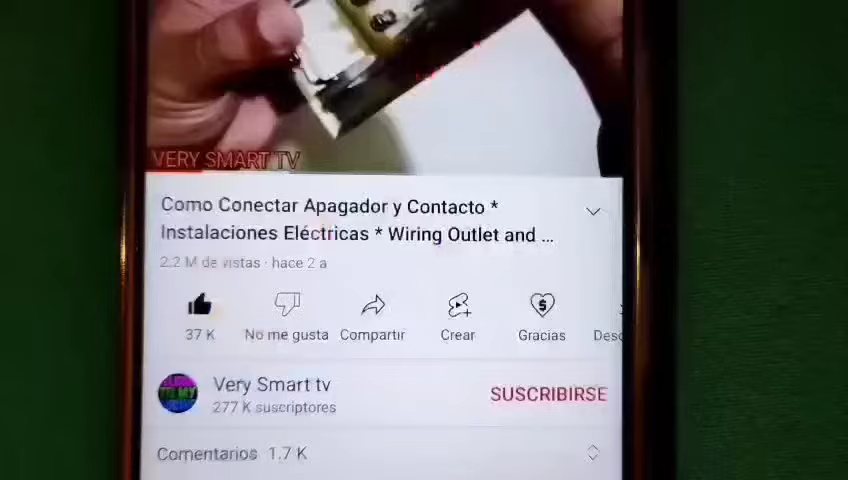 VERY SMART TV
Como Conectar Apagador y Contacto *
Instalaciones Eléctricas * Wiring Outlet and ...
2.2 M de vistas · hace 2 a
37 K No me gusta Compartir Crear Gracias Desc
Very Smart tv
277 K suscriptores
SUSCRIBIRSE
Comentarios 1.7 K